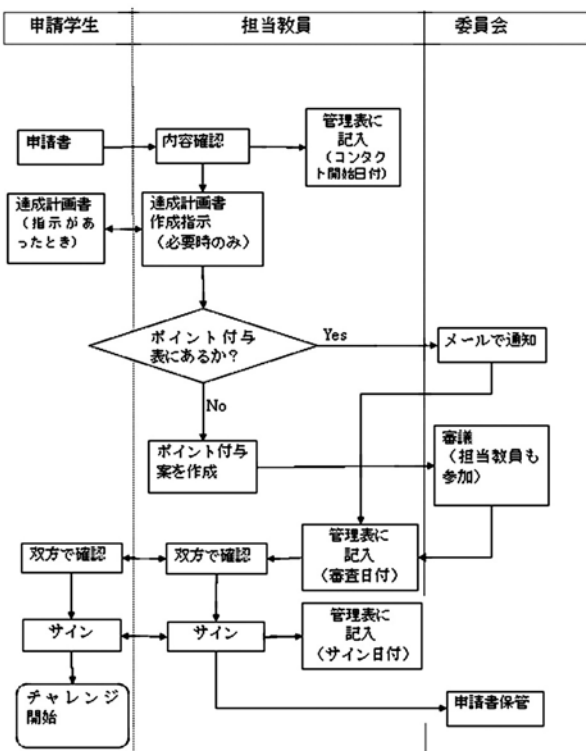 申請学生
担当教員
委員会
申請書
内容確認
管理表に
記入
（コンタク
ト開始日付）
達成計画書
（指示があ
ったとき）
達成計画書
作成指示
（必要時のみ）
ポイント付与
表にあるか？
Yes
メールで通知
No
ポイント付与
案を作成
審議
（担当教員も
参加）
双方で確認
双方で確認
管理表に
記入
（審査日付）
サイン
サイン
管理表に
記入
（サイン日付）
チャレンジ
開始
申請書保管